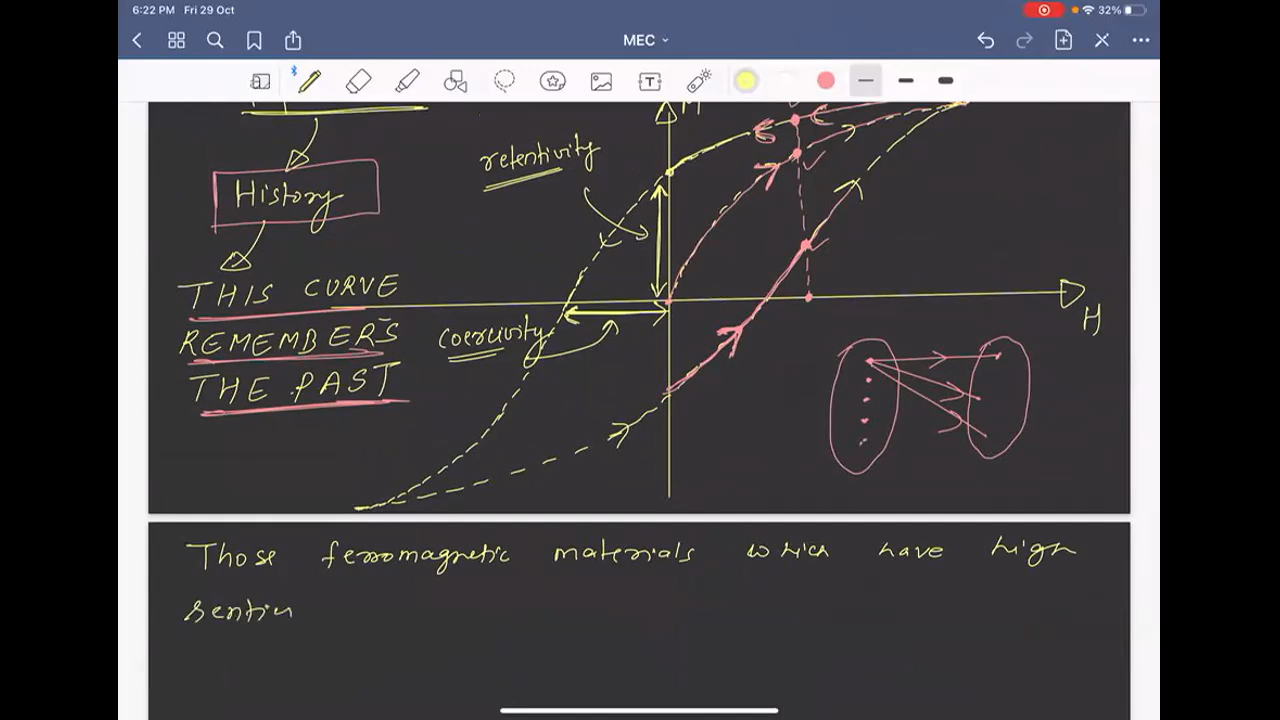 6:22 PM Fri 29 Oct
32%
MEC
M
retentivity
History
THIS CURVE
REMEMBERS
THE PAST
coercivity
H
Those ferromagnetic materials which have high